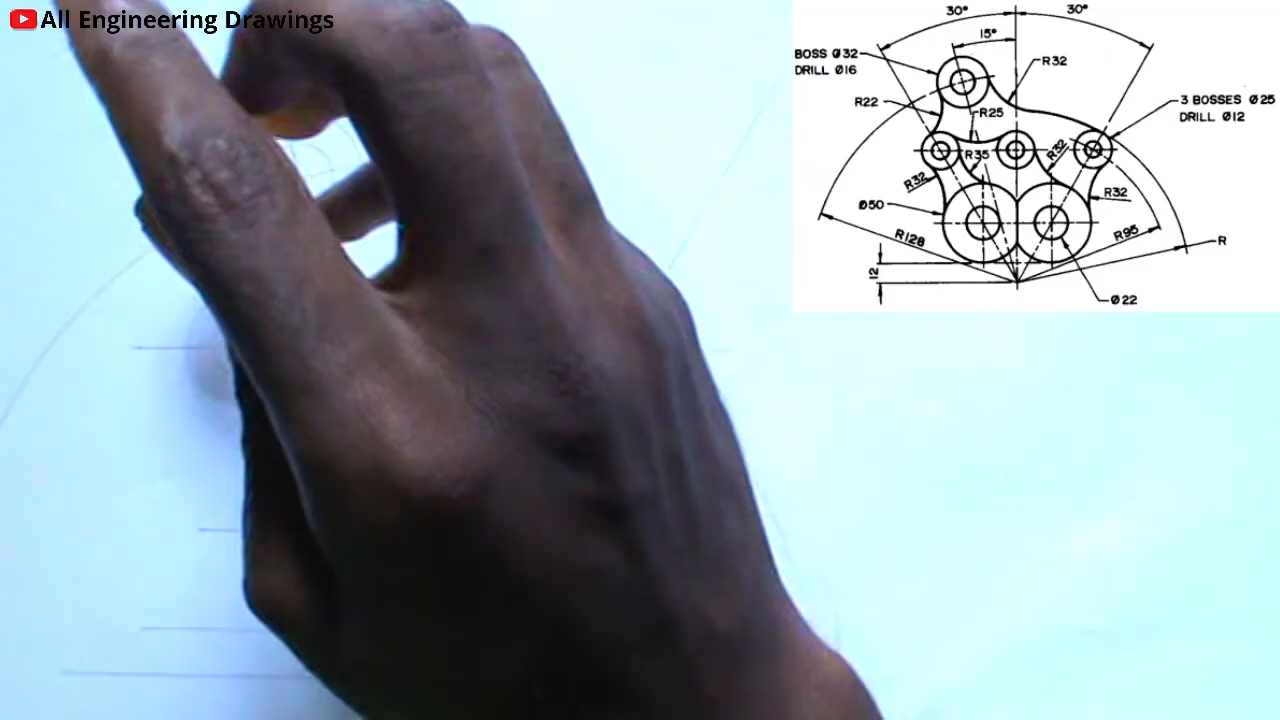 All Engineering Drawings
30°
30°
15°
BOSS Ø32
DRILL Ø16
R32
R22
R25
3 BOSSES Ø25
DRILL Ø12
R35
R32
R32
R32
Ø50
R128
R95
R
12
Ø22